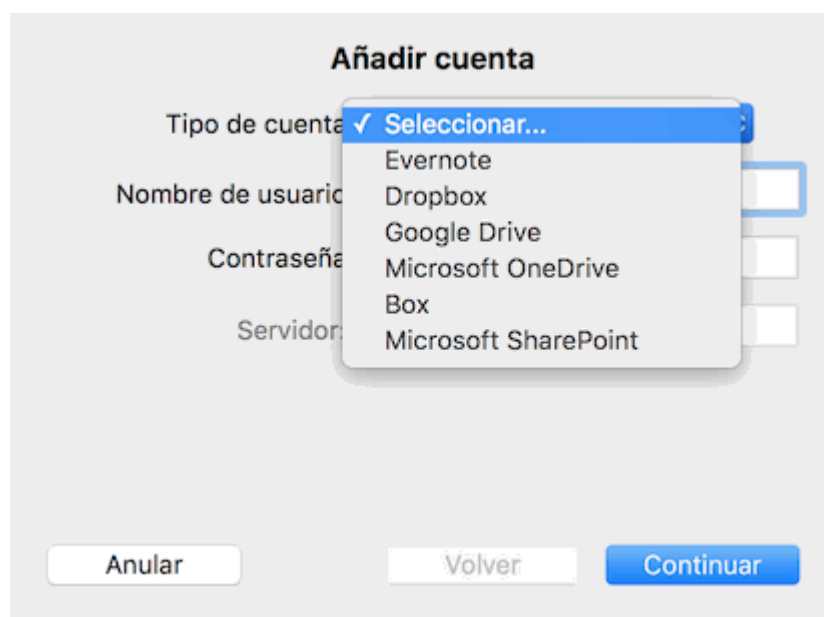 Añadir cuenta
Tipo de cuenta ✓ Seleccionar...
Evernote
Nombre de usuario
Dropbox
Google Drive
Contraseña
Microsoft OneDrive
Box
Servidor:
Microsoft SharePoint
Anular Volver Continuar